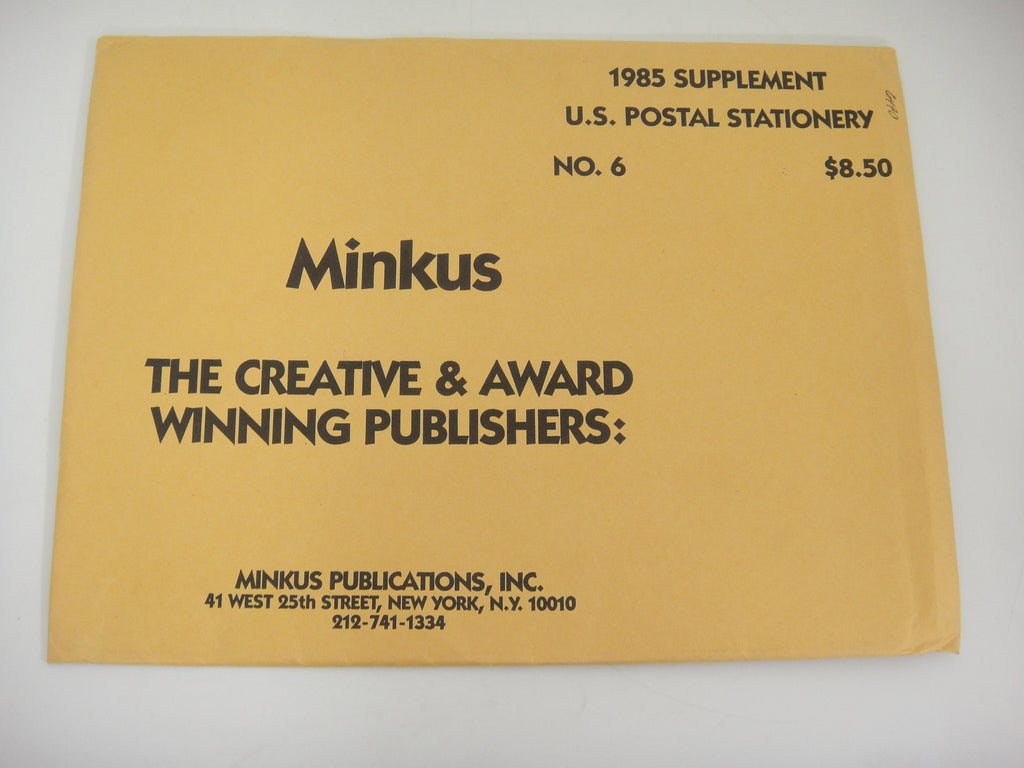 1985 SUPPLEMENT
U.S. POSTAL STATIONERY
NO. 6 $8.50
Minkus
THE CREATIVE & AWARD
WINNING PUBLISHERS:
MINKUS PUBLICATIONS, INC.
41 WEST 25th STREET, NEW YORK, N.Y. 10010
212-741-1334